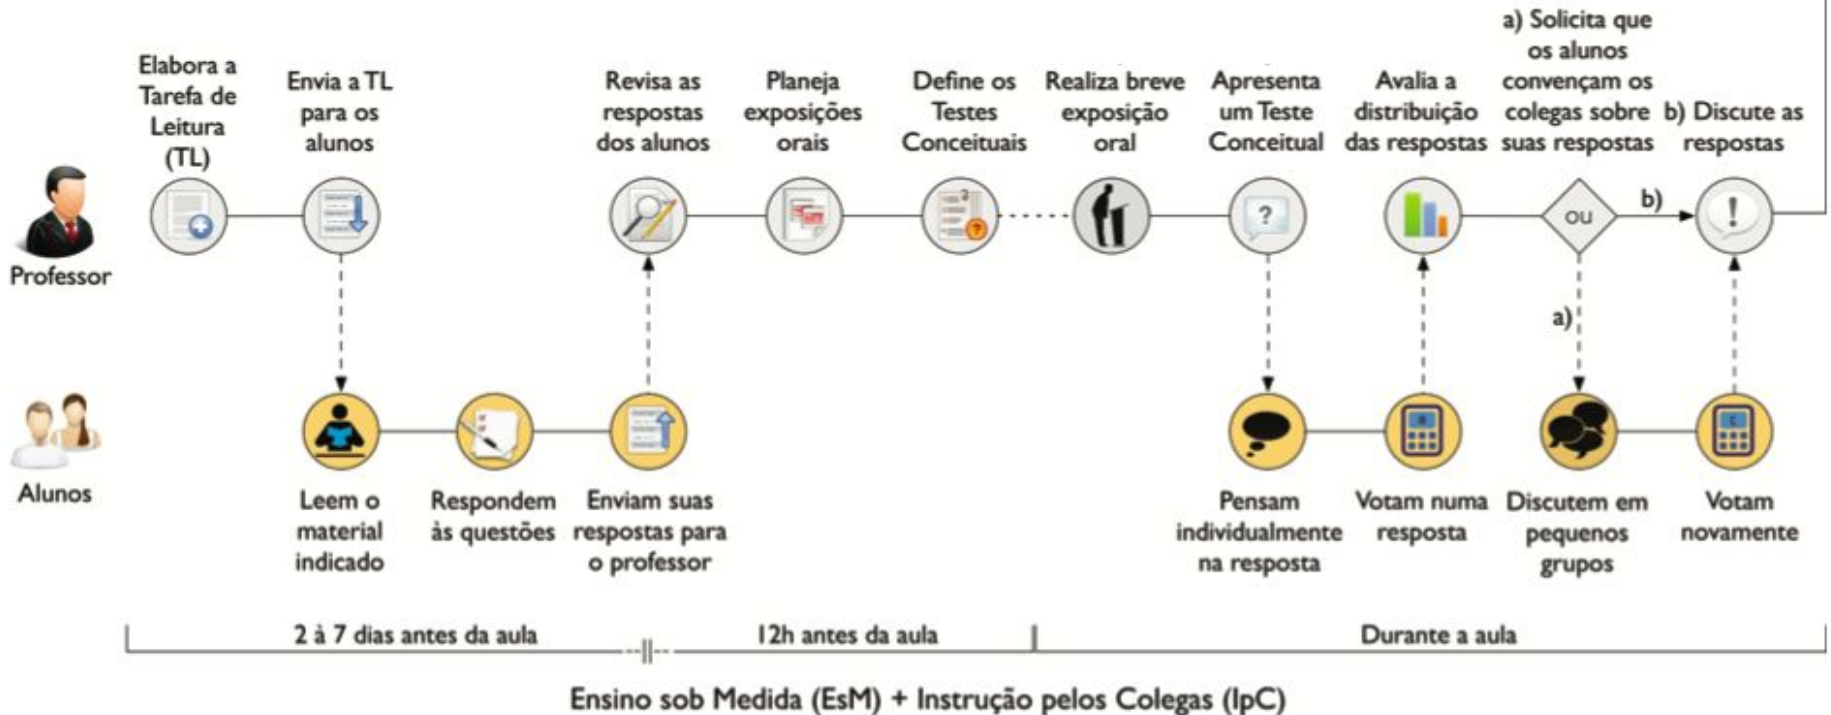 Elabora a
Tarefa de
Leitura
(TL)
Envia a TL
para os
alunos
Revisa as
respostas
dos alunos
Planeja
exposições
orais
Define os
Testes
Conceituais
Realiza breve
exposição
oral
Apresenta
um Teste
Conceitual
Avalia a
distribuição
das respostas
a) Solicita que
os alunos
convençam os
colegas sobre
suas respostas
b) Discute as
respostas
Professor
?
?
ou
b)
!
a)
Alunos
Leem o
material
indicado
Respondem
às questões
Enviam suas
respostas para
o professor
Pensam
individualmente
na resposta
Votam numa
resposta
Discutem em
pequenos
grupos
C
Votam
novamente
2 à 7 dias antes da aula
12h antes da aula
Durante a aula
Ensino sob Medida (EsM) + Instrução pelos Colegas (IpC)